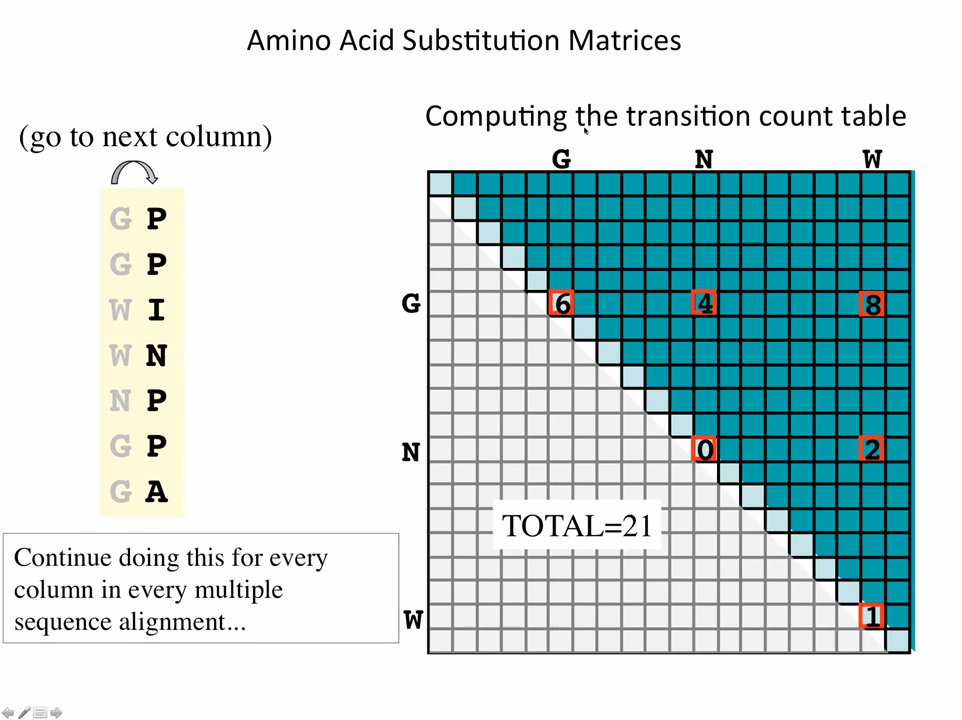 Amino Acid Substitution Matrices
Computing the transition count table
(go to next column)
G N W
G P
G P
W I
W N
N P
G P
G A
G 6 4 8
N 0 2
TOTAL=21
W 1
Continue doing this for every
column in every multiple
sequence alignment...